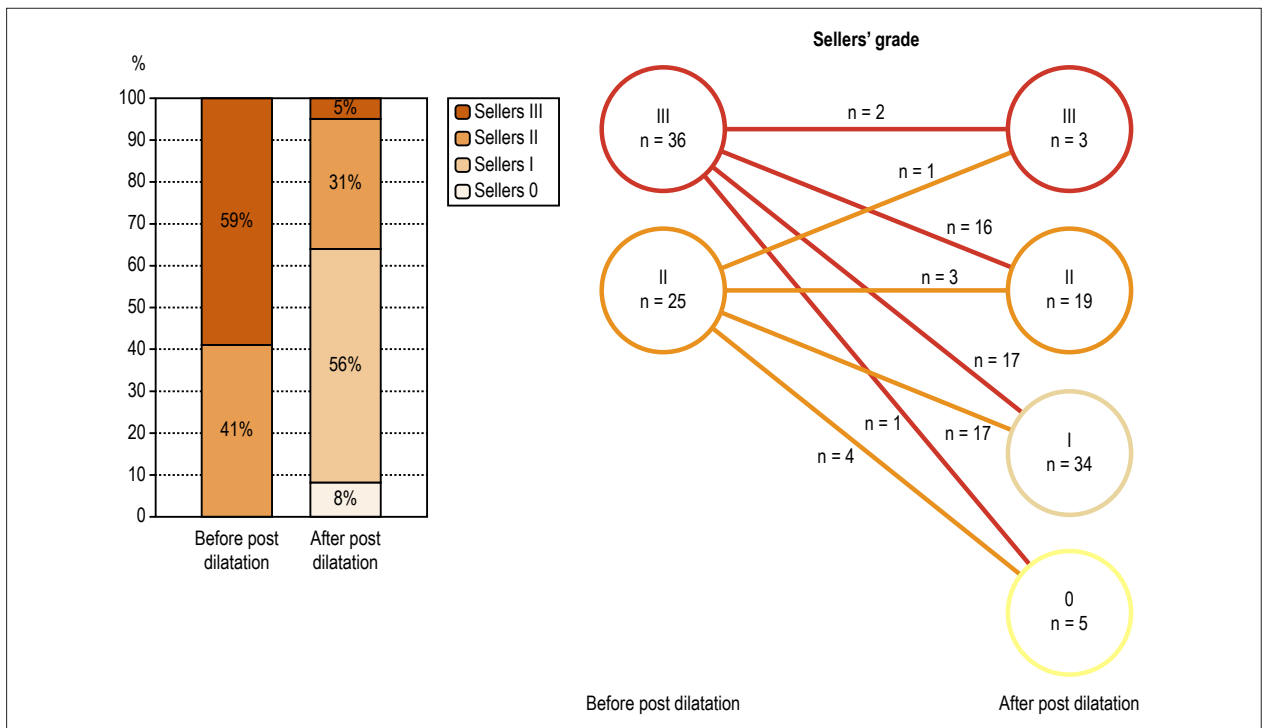 %
100
90
80
70
60
50
40
30
20
10
0
59%
41%
5%
31%
56%
8%
Before post
dilatation
After post
dilatation
Sellers III
Sellers II
Sellers I
Sellers 0
Sellers' grade
III
n = 36
II
n = 25
n = 2
n = 1
n = 16
n = 3
n = 17
n = 1
n = 17
n = 4
III
n = 3
II
n = 19
I
n = 34
0
n = 5
Before post dilatation
After post dilatation